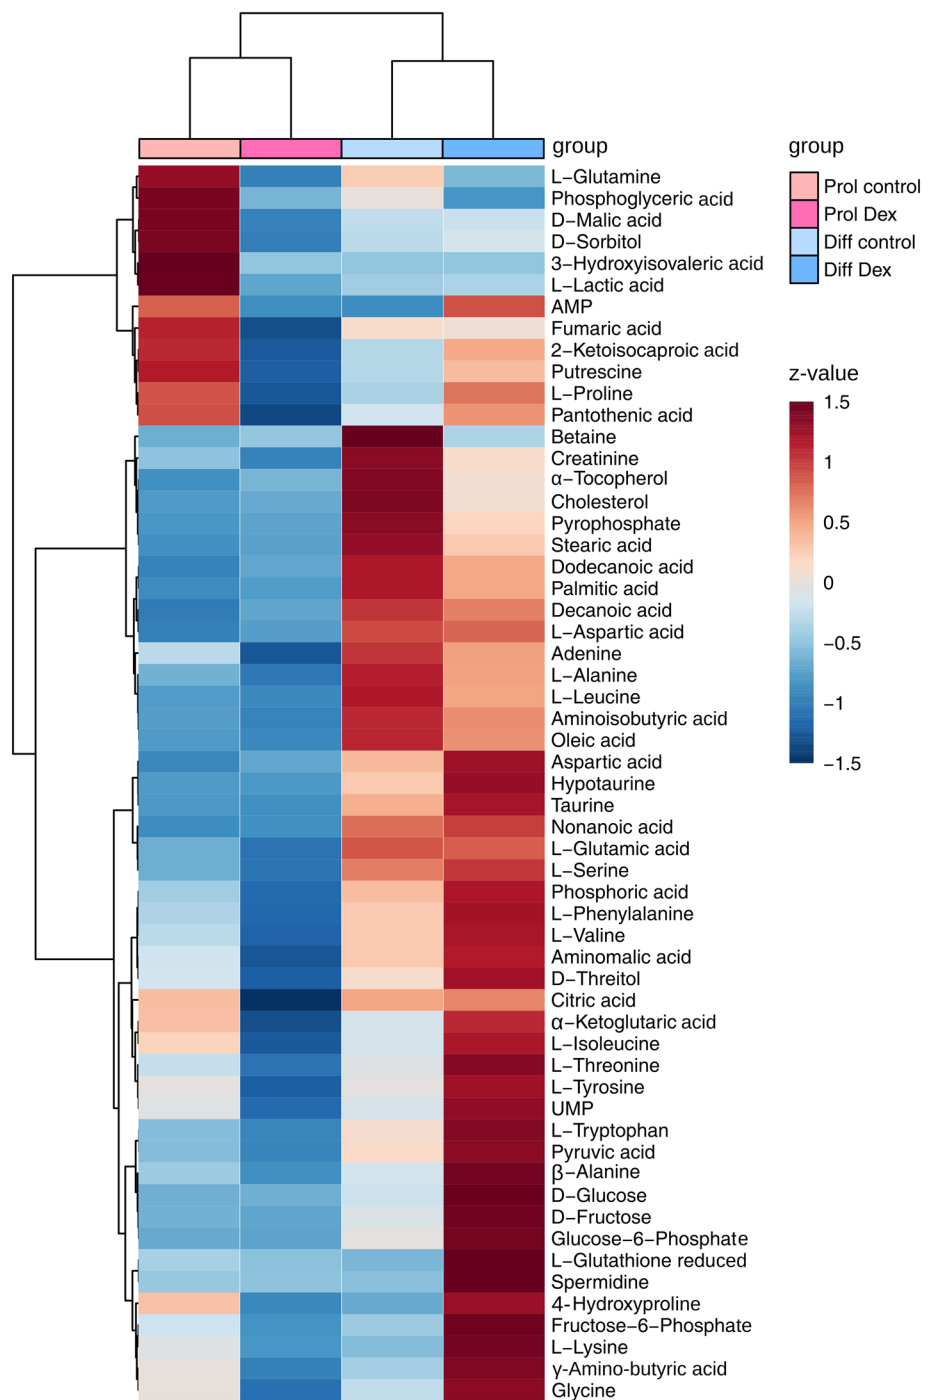 group
L−Glutamine
Phosphoglyceric acid
D−Malic acid
D−Sorbitol
3−Hydroxyisovaleric acid
L−Lactic acid
AMP
Fumaric acid
2−Ketoisocaproic acid
Putrescine
L−Proline
Pantothenic acid
Betaine
Creatinine
α−Tocopherol
Cholesterol
Pyrophosphate
Stearic acid
Dodecanoic acid
Palmitic acid
Decanoic acid
L−Aspartic acid
Adenine
L−Alanine
L−Leucine
Aminoisobutyric acid
Oleic acid
Aspartic acid
Hypotaurine
Taurine
Nonanoic acid
L−Glutamic acid
L−Serine
Phosphoric acid
L−Phenylalanine
L−Valine
Aminomalic acid
D−Threitol
Citric acid
α−Ketoglutaric acid
L−Isoleucine
L−Threonine
L−Tyrosine
UMP
L−Tryptophan
Pyruvic acid
β−Alanine
D−Glucose
D−Fructose
Glucose−6−Phosphate
L−Glutathione reduced
Spermidine
4-Hydroxyproline
Fructose−6−Phosphate
L−Lysine
γ-Amino-butyric acid
Glycine
group
Prol control
Prol Dex
Diff control
Diff Dex
z-value
1.5
1
0.5
0
−0.5
−1
−1.5